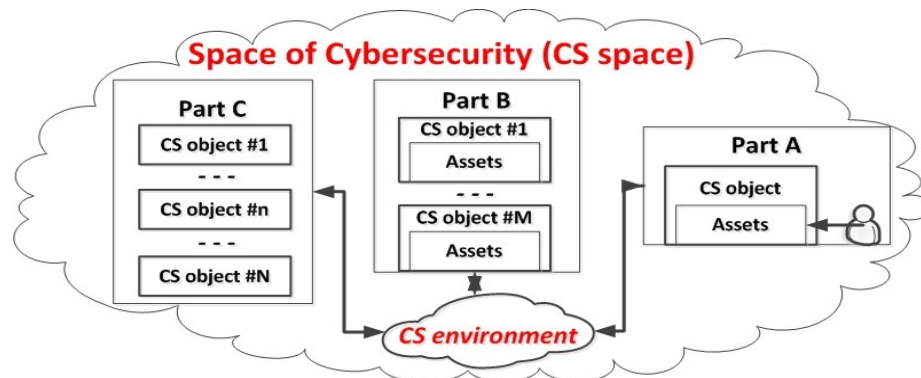 Space of Cybersecurity (CS space)
Part C
CS object #1
- - -
CS object #n
- - -
CS object #N
Part B
CS object #1
Assets
- - -
CS object #M
Assets
Part A
CS object
Assets
CS environment